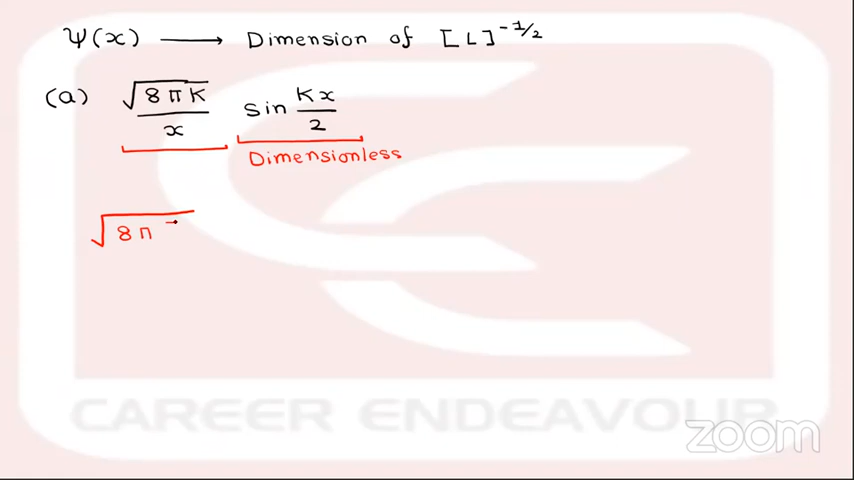 Ψ(x) ⟶ Dimension of [L]^-1/2
(a) √8πK / x sin Kx / 2
Dimensionless
√8π
CAREER ENDEAVOUR
zoom